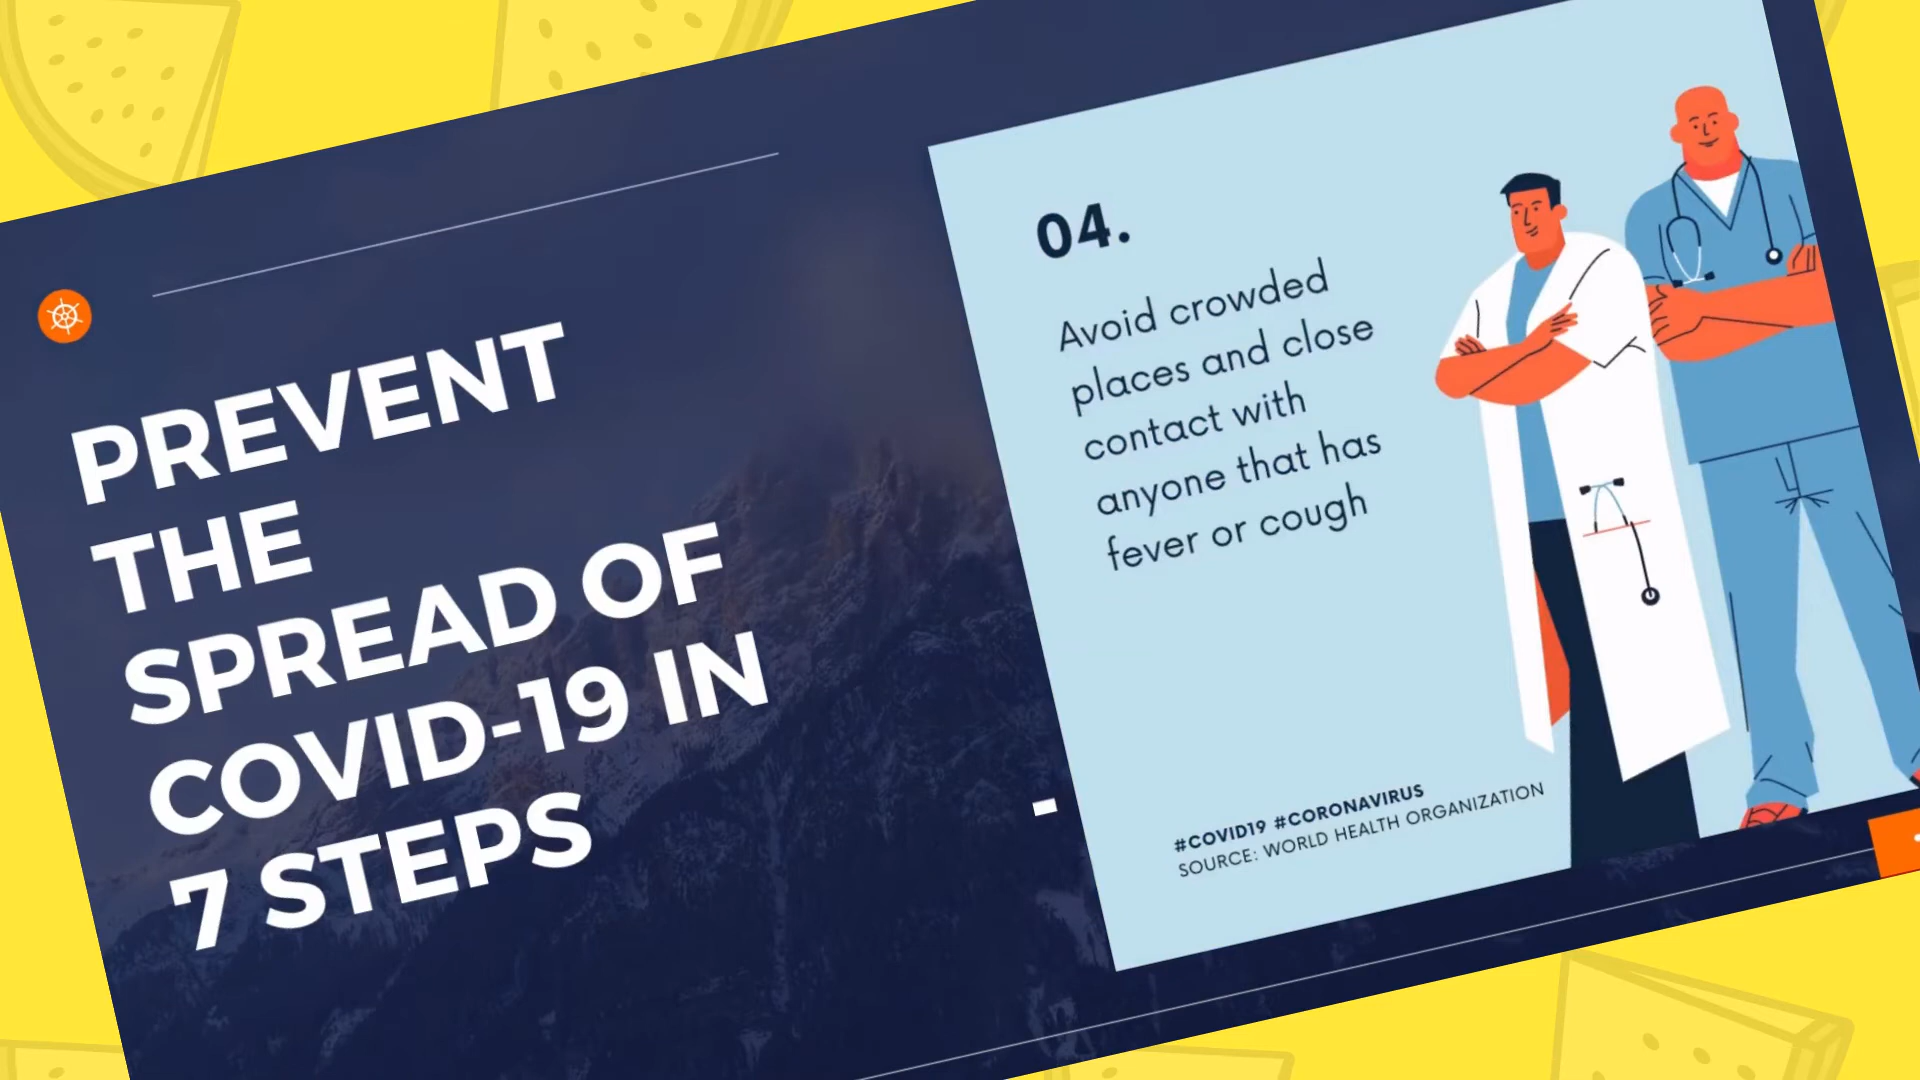 PREVENT
THE
SPREAD OF
COVID-19 IN
7 STEPS
04.
Avoid crowded
places and close
contact with
anyone that has
fever or cough
#COVID19 #CORONAVIRUS
SOURCE: WORLD HEALTH ORGANIZATION